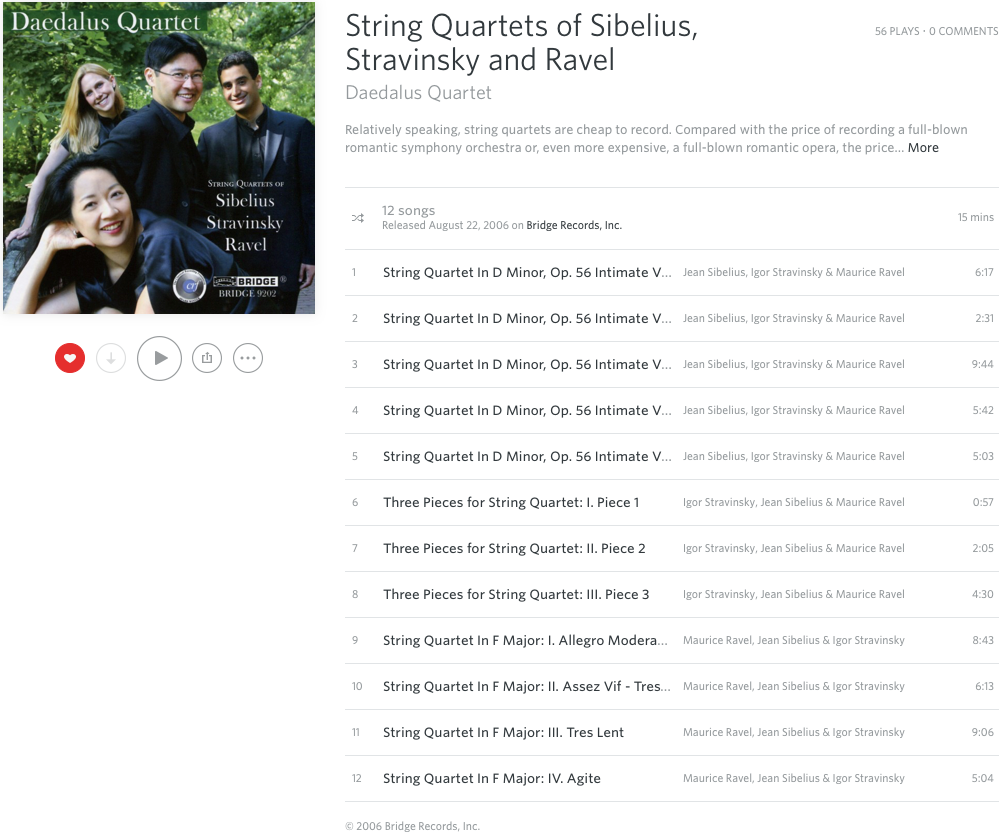 Daedalus Quartet
String Quartets of
Sibelius
Stravinsky
Ravel
BRIDGE ®
BRIDGE 9202
String Quartets of Sibelius,
Stravinsky and Ravel
56 PLAYS · 0 COMMENTS
Daedalus Quartet
Relatively speaking, string quartets are cheap to record. Compared with the price of recording a full-blown
romantic symphony orchestra or, even more expensive, a full-blown romantic opera, the price... More
12 songs
Released August 22, 2006 on Bridge Records, Inc.
15 mins
1 String Quartet In D Minor, Op. 56 Intimate V... Jean Sibelius, Igor Stravinsky & Maurice Ravel 6:17
2 String Quartet In D Minor, Op. 56 Intimate V... Jean Sibelius, Igor Stravinsky & Maurice Ravel 2:31
3 String Quartet In D Minor, Op. 56 Intimate V... Jean Sibelius, Igor Stravinsky & Maurice Ravel 9:44
4 String Quartet In D Minor, Op. 56 Intimate V... Jean Sibelius, Igor Stravinsky & Maurice Ravel 5:42
5 String Quartet In D Minor, Op. 56 Intimate V... Jean Sibelius, Igor Stravinsky & Maurice Ravel 5:03
6 Three Pieces for String Quartet: I. Piece 1 Igor Stravinsky, Jean Sibelius & Maurice Ravel 0:57
7 Three Pieces for String Quartet: II. Piece 2 Igor Stravinsky, Jean Sibelius & Maurice Ravel 2:05
8 Three Pieces for String Quartet: III. Piece 3 Igor Stravinsky, Jean Sibelius & Maurice Ravel 4:30
9 String Quartet In F Major: I. Allegro Modera... Maurice Ravel, Jean Sibelius & Igor Stravinsky 8:43
10 String Quartet In F Major: II. Assez Vif - Tres... Maurice Ravel, Jean Sibelius & Igor Stravinsky 6:13
11 String Quartet In F Major: III. Tres Lent Maurice Ravel, Jean Sibelius & Igor Stravinsky 9:06
12 String Quartet In F Major: IV. Agite Maurice Ravel, Jean Sibelius & Igor Stravinsky 5:04
© 2006 Bridge Records, Inc.